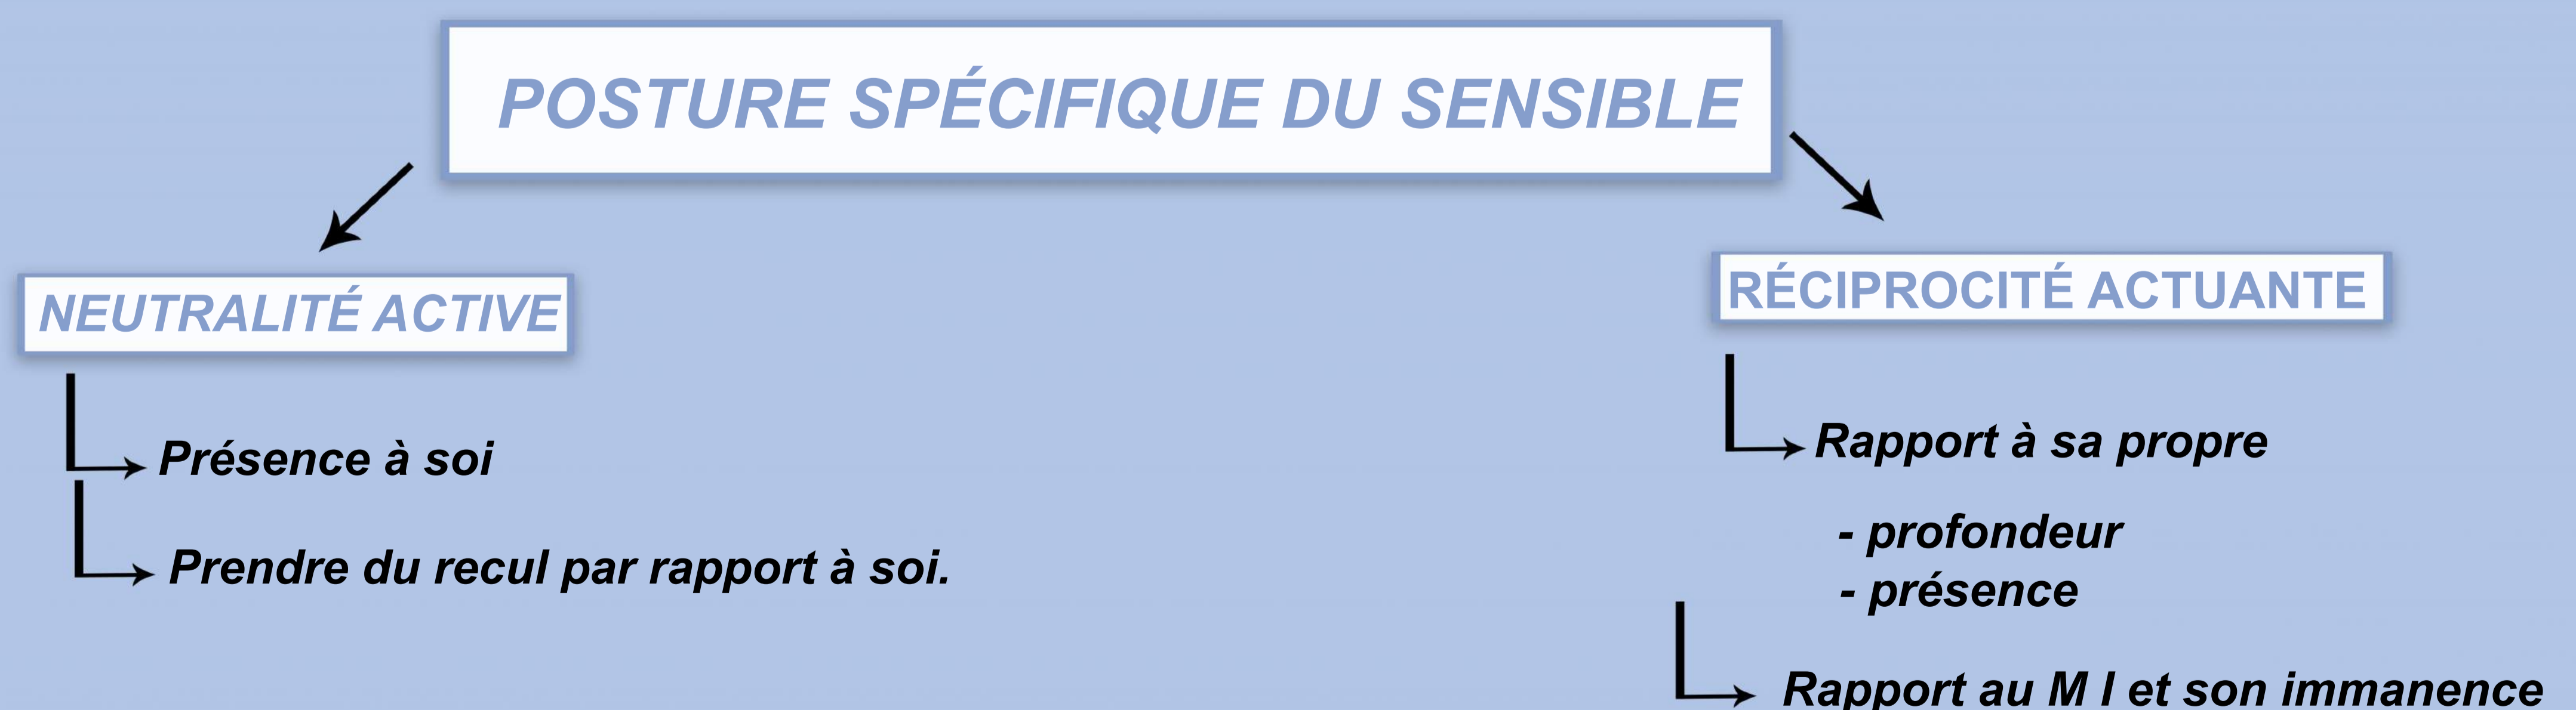 POSTURE SPÉCIFIQUE DU SENSIBLE
NEUTRALITÉ ACTIVE
Présence à soi
Prendre du recul par rapport à soi.
RÉCIPROCITÉ ACTUANTE
Rapport à sa propre
- profondeur
- présence
Rapport au M I et son immanence